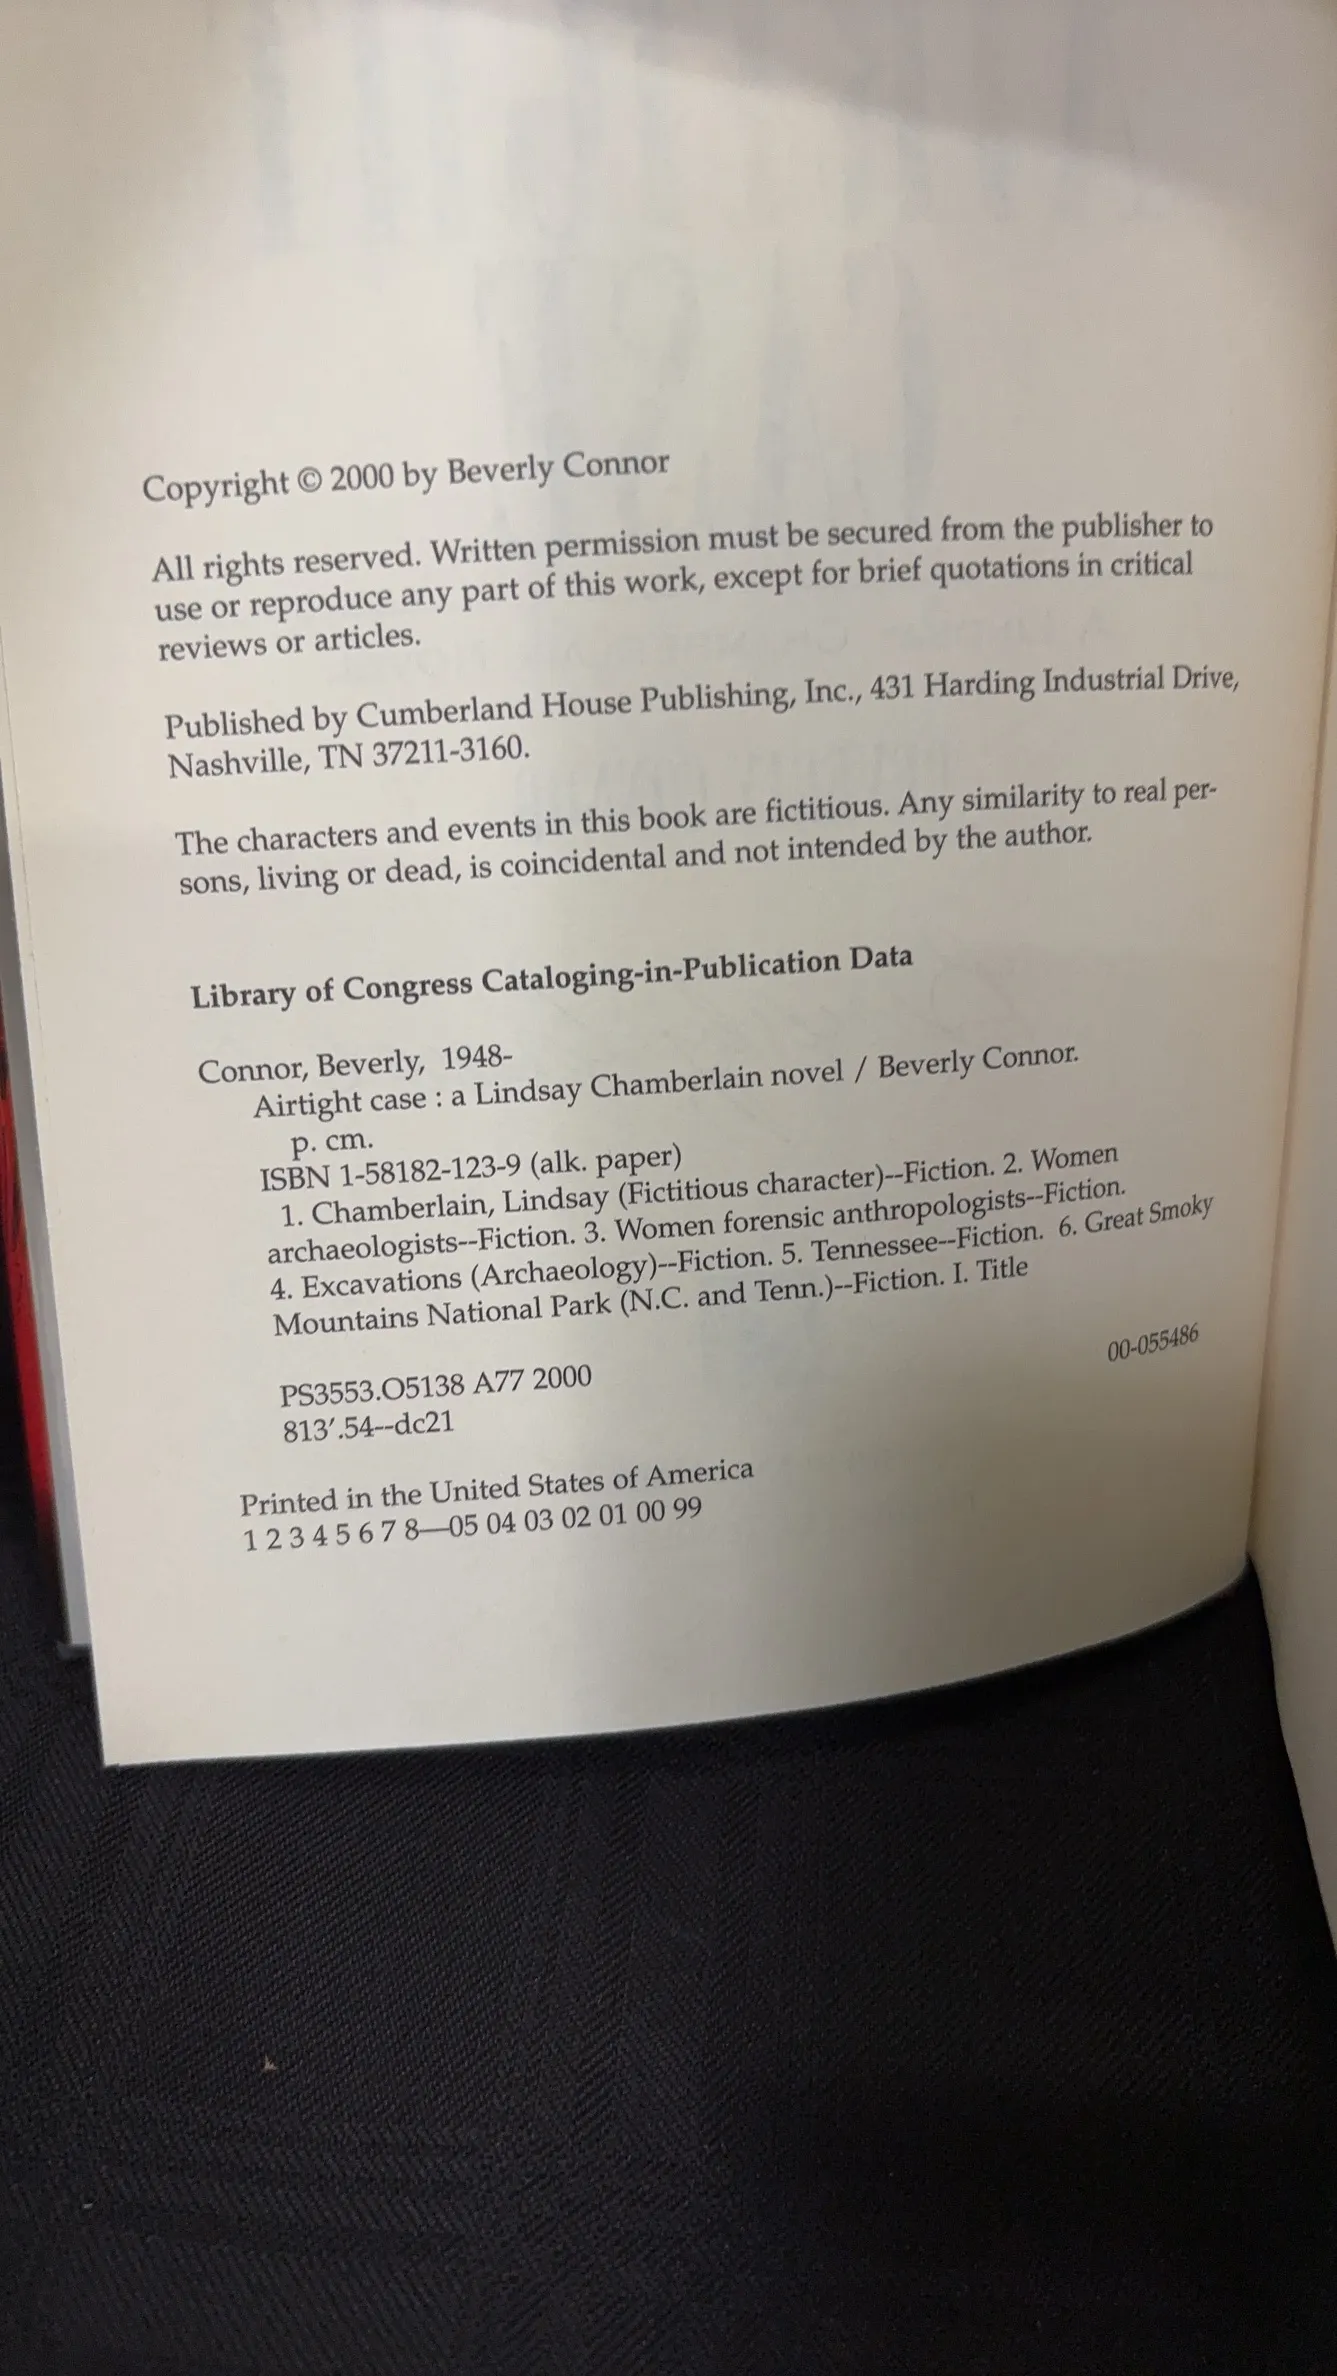 Copyright © 2000 by Beverly Connor
All rights reserved. Written permission must be secured from the publisher to
use or reproduce any part of this work, except for brief quotations in critical
reviews or articles.
Published by Cumberland House Publishing, Inc., 431 Harding Industrial Drive,
Nashville, TN 37211-3160.
The characters and events in this book are fictitious. Any similarity to real per-
sons, living or dead, is coincidental and not intended by the author.
Library of Congress Cataloging-in-Publication Data
Connor, Beverly, 1948-
Airtight case : a Lindsay Chamberlain novel / Beverly Connor.
p. cm.
ISBN 1-58182-123-9 (alk. paper)
1. Chamberlain, Lindsay (Fictitious character)--Fiction. 2. Women
archaeologists--Fiction. 3. Women forensic anthropologists--Fiction.
4. Excavations (Archaeology)--Fiction. 5. Tennessee--Fiction. 6. Great Smoky
Mountains National Park (N.C. and Tenn.)--Fiction. I. Title
PS3553.O5138 A77 2000
00-055486
813′.54--dc21
Printed in the United States of America
1 2 3 4 5 6 7 8—05 04 03 02 01 00 99